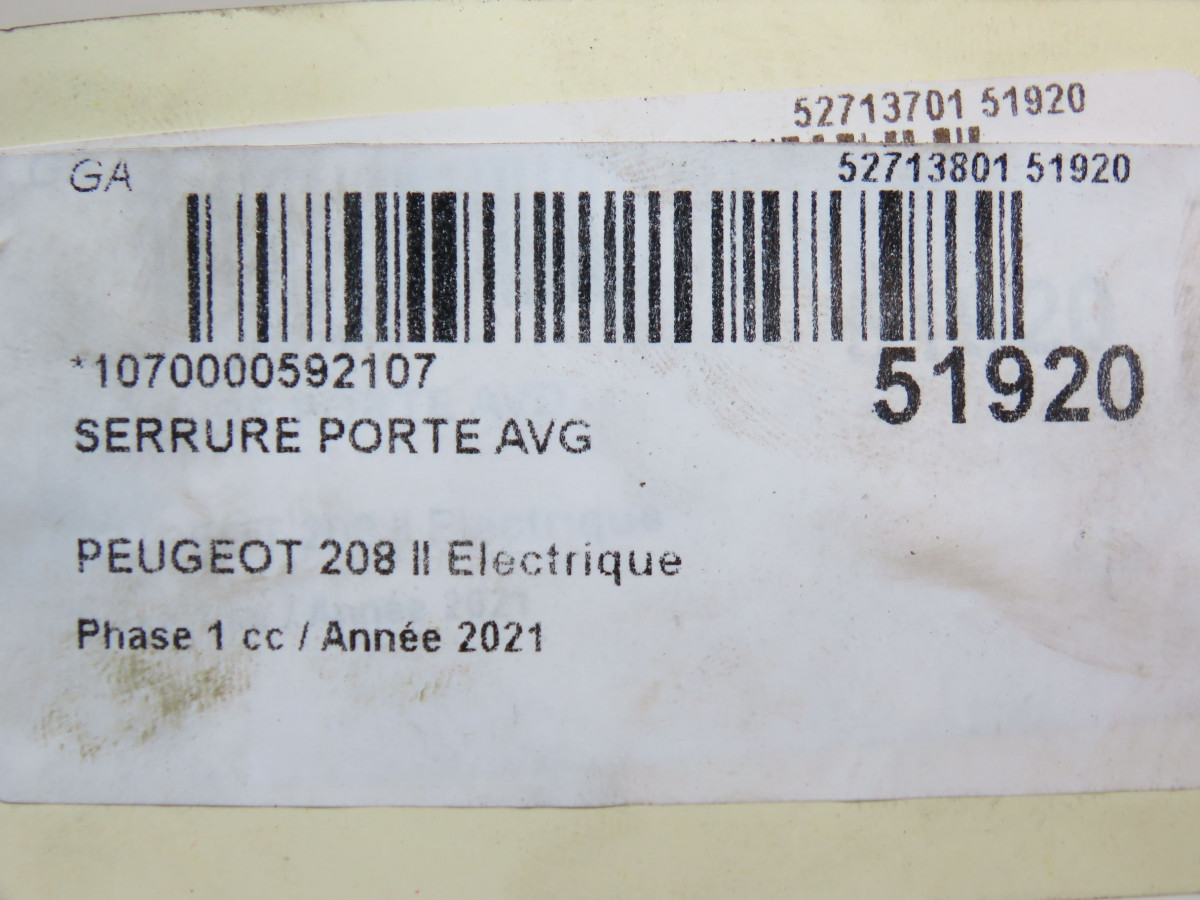 52713701 51920
GA
52713801 51920
*1070000592107
51920
SERRURE PORTE AVG
PEUGEOT 208 II Electrique
Phase 1 cc / Année 2021